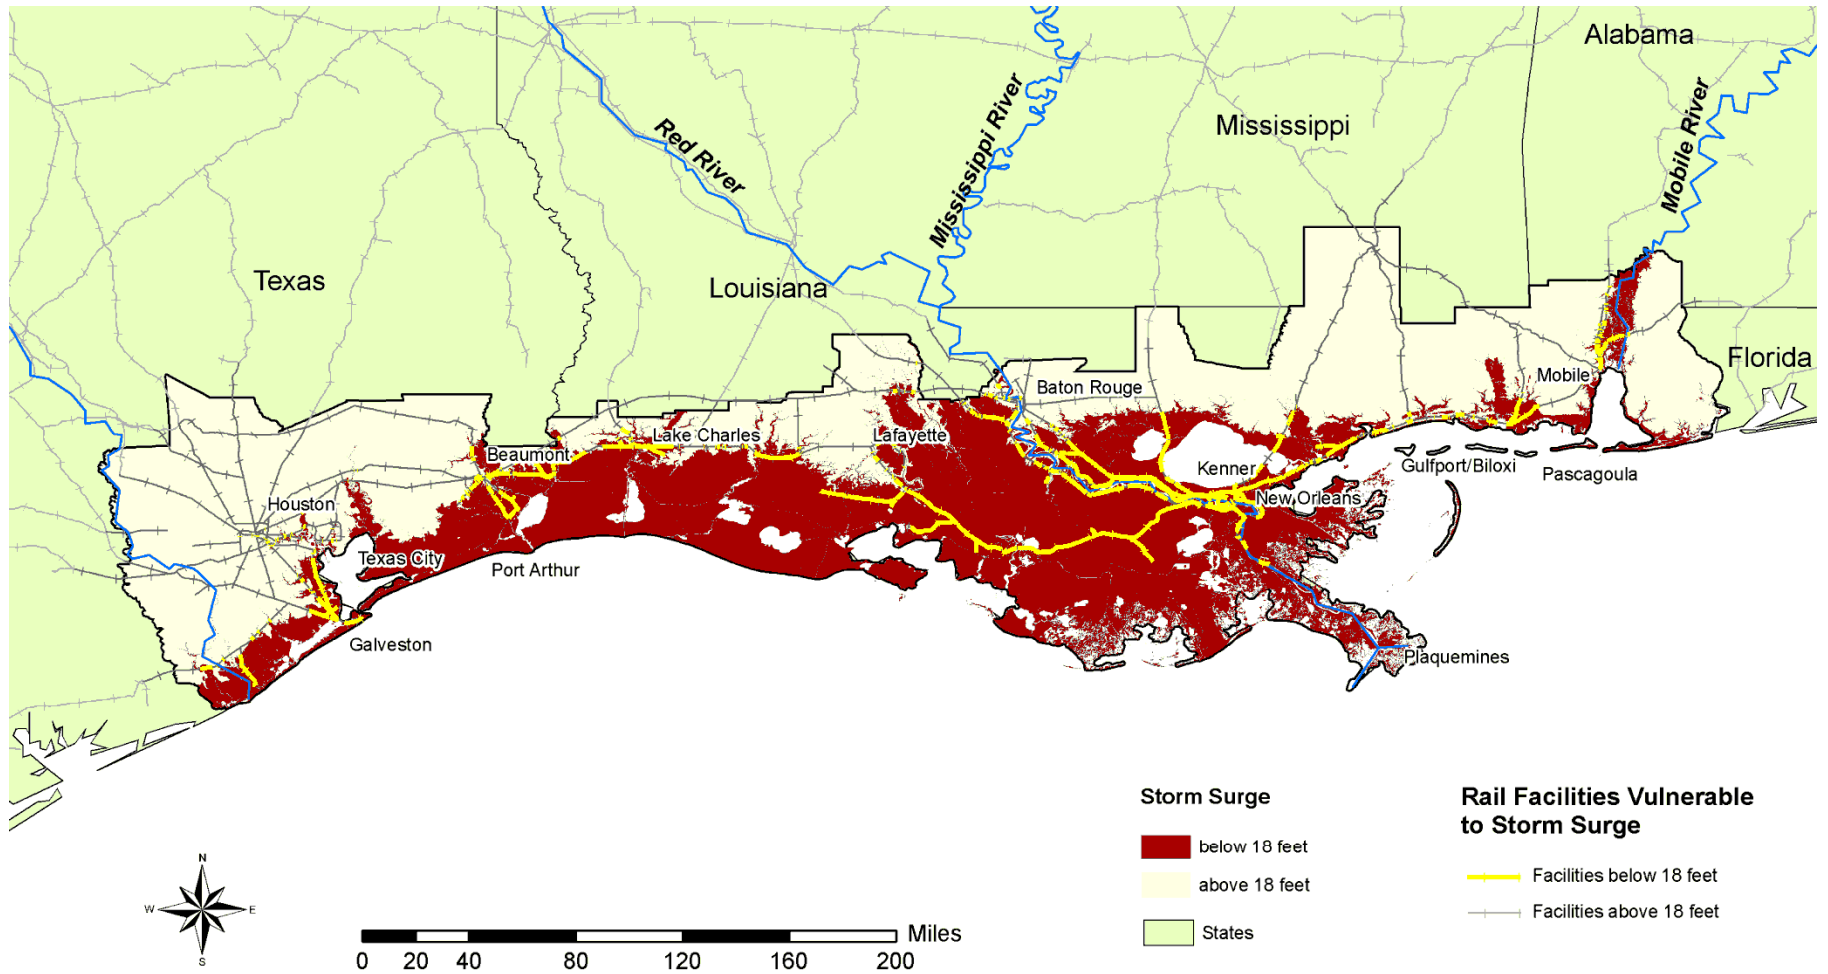 Alabama
Mississippi River
Mobile River
Red River
Mississippi
Texas
Louisiana
Florida
Mobile
Baton Rouge
Lake Charles
Lafayette
Beaumont
Kenner
Gulfport/Biloxi
Pascagoula
Houston
New Orleans
Texas City
Port Arthur
Galveston
Plaquemines
Storm Surge
below 18 feet
above 18 feet
States
Rail Facilities Vulnerable
to Storm Surge
Facilities below 18 feet
Facilities above 18 feet
N
W
E
S
Miles
0 20 40 80 120 160 200